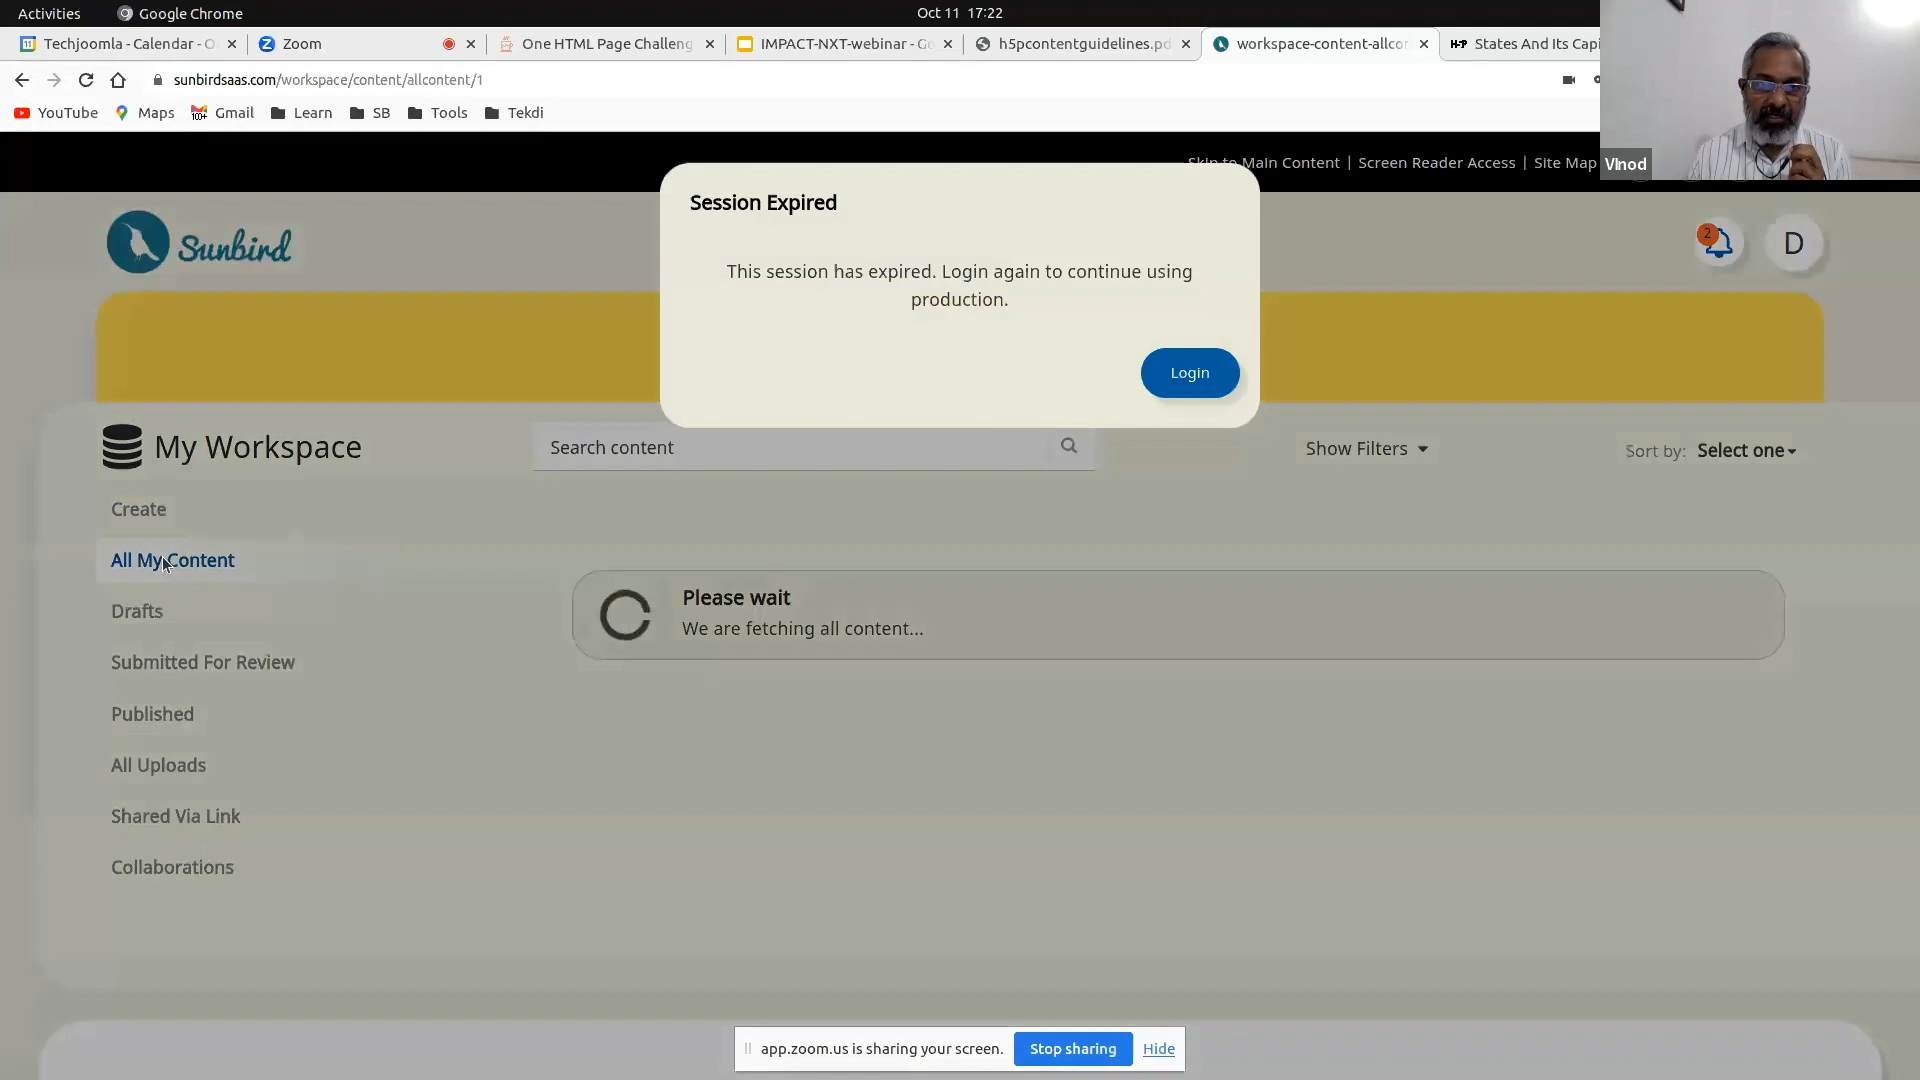 Activities
Google Chrome
Oct 11 17:22
Techjoomla - Calendar - O
Zoom
One HTML Page Challeng
IMPACT-NXT-webinar - Go
h5pcontentguidelines.pd
workspace-content-allcon
H-P States And Its Capi
sunbirdsaas.com/workspace/content/allcontent/1
YouTube
Maps
Gmail
Learn
SB
Tools
Tekdi
Skip to Main Content | Screen Reader Access | Site Map
Vinod
Session Expired
This session has expired. Login again to continue using
production.
Login
Sunbird
2
D
My Workspace
Search content
Show Filters
Sort by: Select one
Create
All My Content
Drafts
Submitted For Review
Published
All Uploads
Shared Via Link
Collaborations
Please wait
We are fetching all content...
app.zoom.us is sharing your screen.
Stop sharing
Hide